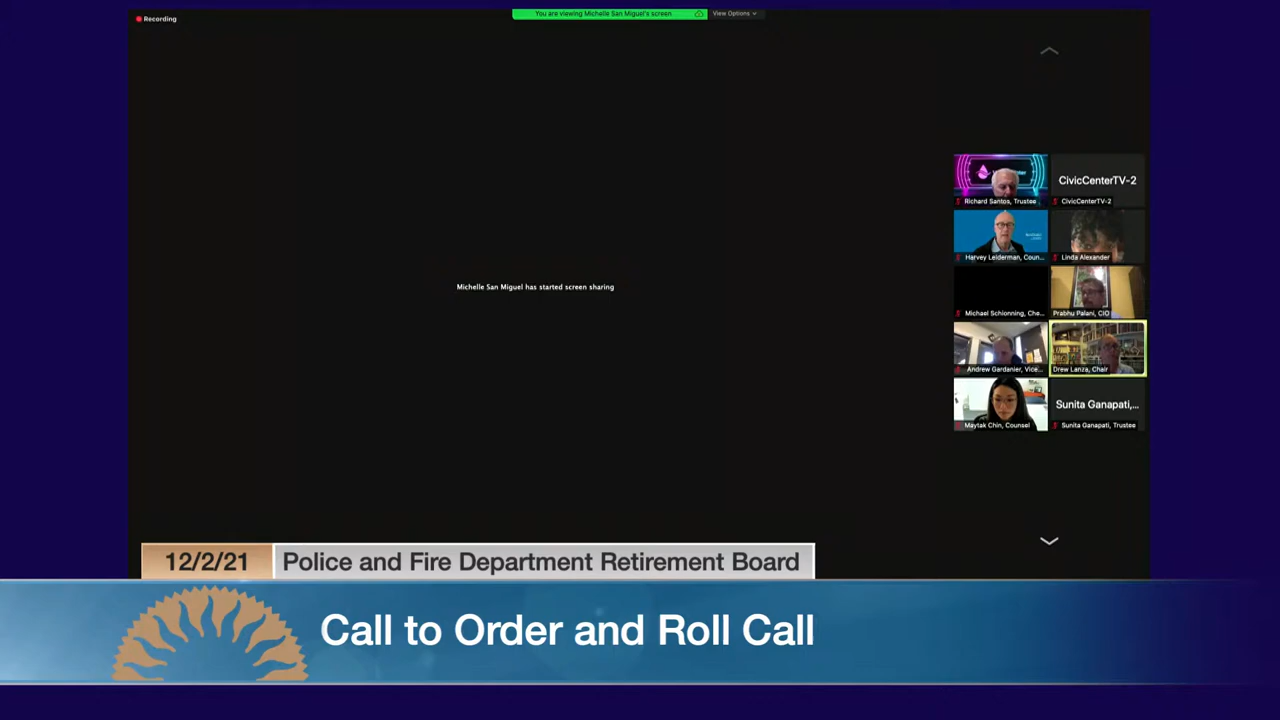 Recording
You are viewing Michelle San Miguel's screen
View Options
Michelle San Miguel has started screen sharing
Richard Santos, Trustee
CivicCenterTV-2
CivicCenterTV-2
Harvey Leiderman, Coun...
Linda Alexander
Michael Schionning, Che...
Prabhu Palani, CIO
Andrew Gardanier, Vice...
Drew Lanza, Chair
Maytak Chin, Counsel
Sunita Ganapati,...
Sunita Ganapati, Trustee
12/2/21
Police and Fire Department Retirement Board
Call to Order and Roll Call